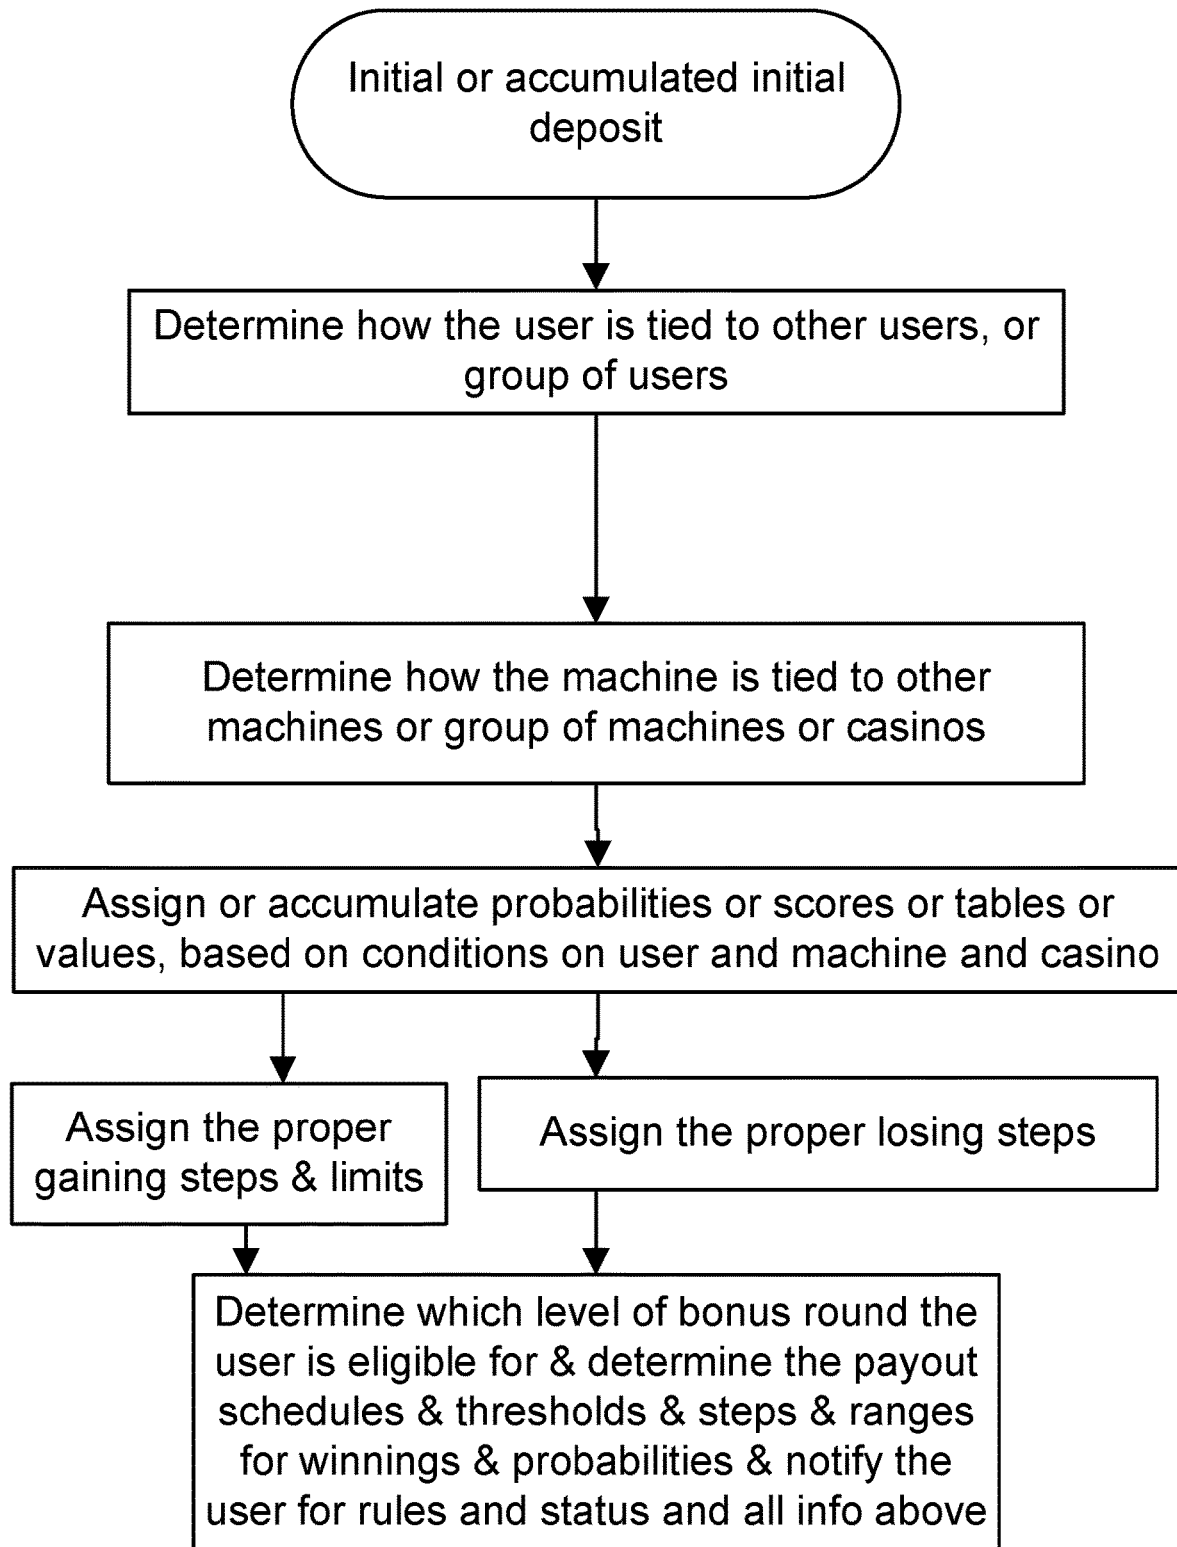 Initial or accumulated initial
deposit
Determine how the user is tied to other users, or
group of users
Determine how the machine is tied to other
machines or group of machines or casinos
Assign or accumulate probabilities or scores or tables or
values, based on conditions on user and machine and casino
Assign the proper
gaining steps & limits
Assign the proper losing steps
Determine which level of bonus round the
user is eligible for & determine the payout
schedules & thresholds & steps & ranges
for winnings & probabilities & notify the
user for rules and status and all info above